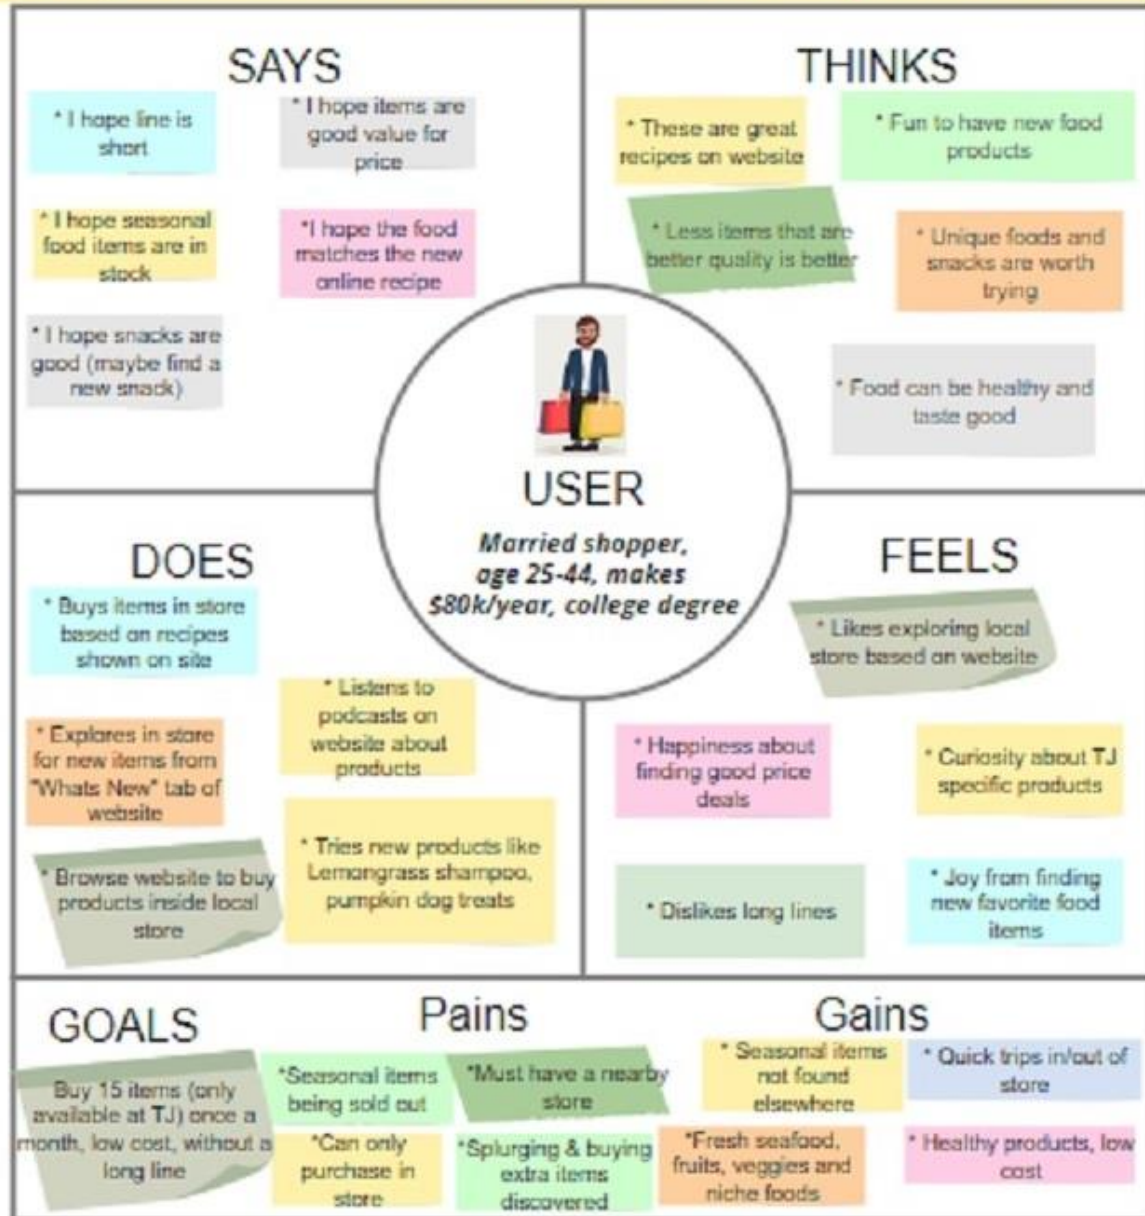 SAYS
* I hope line is
short
* I hope items are
good value for
price
* I hope seasonal
food items are in
stock
*I hope the food
matches the new
online recipe
* I hope snacks are
good (maybe find a
new snack)
THINKS
* These are great
recipes on website
* Fun to have new food
products
* Less items that are
better quality is better
* Unique foods and
snacks are worth
trying
* Food can be healthy and
taste good
USER
Married shopper,
age 25-44, makes
$80k/year, college degree
DOES
* Buys items in store
based on recipes
shown on site
* Listens to
podcasts on
website about
products
* Explores in store
for new items from
"Whats New" tab of
website
* Tries new products like
Lemongrass shampoo,
pumpkin dog treats
* Browse website to buy
products inside local
store
FEELS
* Likes exploring local
store based on website
* Happiness about
finding good price
deals
* Curiosity about TJ
specific products
* Dislikes long lines
* Joy from finding
new favorite food
items
GOALS
Buy 15 items (only
available at TJ) once a
month, low cost, without a
long line
Pains
*Seasonal items
being sold out
*Must have a nearby
store
*Can only
purchase in
store
*Splurging & buying
extra items
discovered
Gains
* Seasonal items
not found
elsewhere
* Quick trips in/out of
store
*Fresh seafood,
fruits, veggies and
niche foods
* Healthy products, low
cost